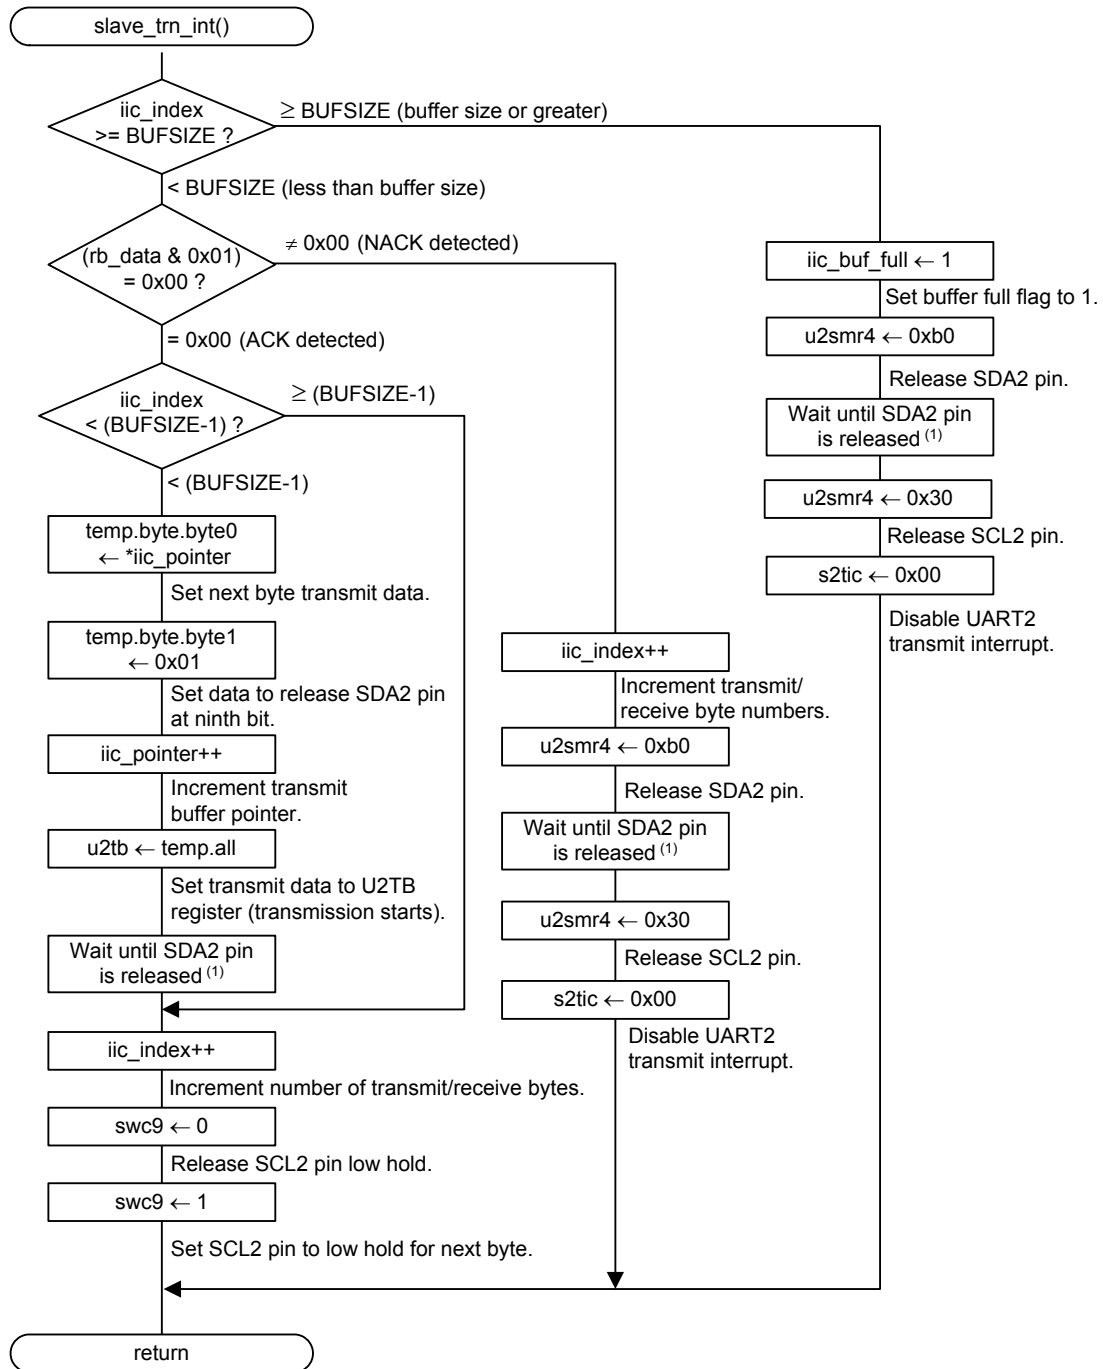 slave_trn_int()
iic_index
>= BUFSIZE ?
≥ BUFSIZE (buffer size or greater)
< BUFSIZE (less than buffer size)
(rb_data & 0x01)
= 0x00 ?
≠ 0x00 (NACK detected)
= 0x00 (ACK detected)
iic_index
< (BUFSIZE-1) ?
≥ (BUFSIZE-1)
< (BUFSIZE-1)
temp.byte.byte0
← *iic_pointer
Set next byte transmit data.
temp.byte.byte1
← 0x01
Set data to release SDA2 pin
at ninth bit.
iic_pointer++
Increment transmit
buffer pointer.
u2tb ← temp.all
Set transmit data to U2TB
register (transmission starts).
Wait until SDA2 pin
is released (1)
iic_index++
Increment number of transmit/receive bytes.
swc9 ← 0
Release SCL2 pin low hold.
swc9 ← 1
Set SCL2 pin to low hold for next byte.
iic_index++
Increment transmit/
receive byte numbers.
u2smr4 ← 0xb0
Release SDA2 pin.
Wait until SDA2 pin
is released (1)
u2smr4 ← 0x30
Release SCL2 pin.
s2tic ← 0x00
Disable UART2
transmit interrupt.
iic_buf_full ← 1
Set buffer full flag to 1.
u2smr4 ← 0xb0
Release SDA2 pin.
Wait until SDA2 pin
is released (1)
u2smr4 ← 0x30
Release SCL2 pin.
s2tic ← 0x00
Disable UART2
transmit interrupt.
return